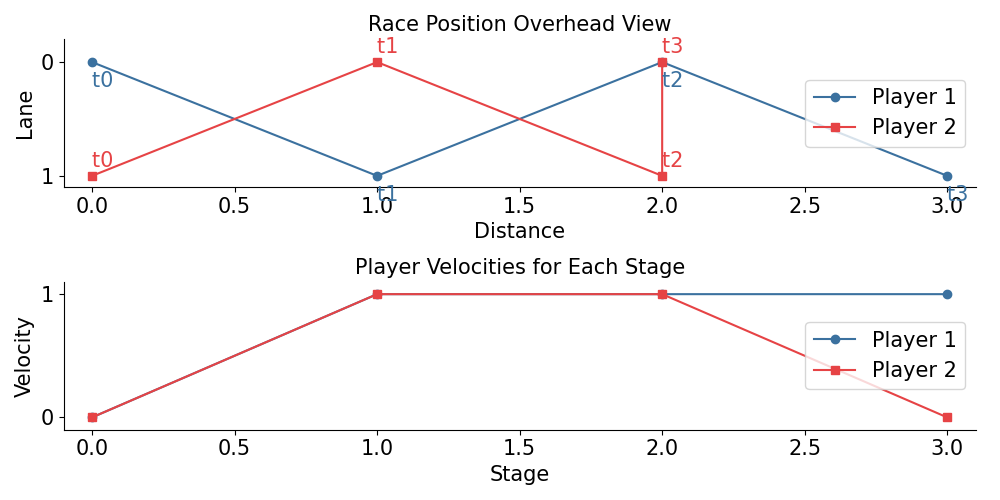 Race Position Overhead View
t1
t3
0
t0
t2
Player 1
Lane
Player 2
t0
t2
1
t1
t3
0.0 0.5 1.0 1.5 2.0 2.5 3.0
Distance
Player Velocities for Each Stage
1
Velocity
Player 1
Player 2
0
0.0 0.5 1.0 1.5 2.0 2.5 3.0
Stage